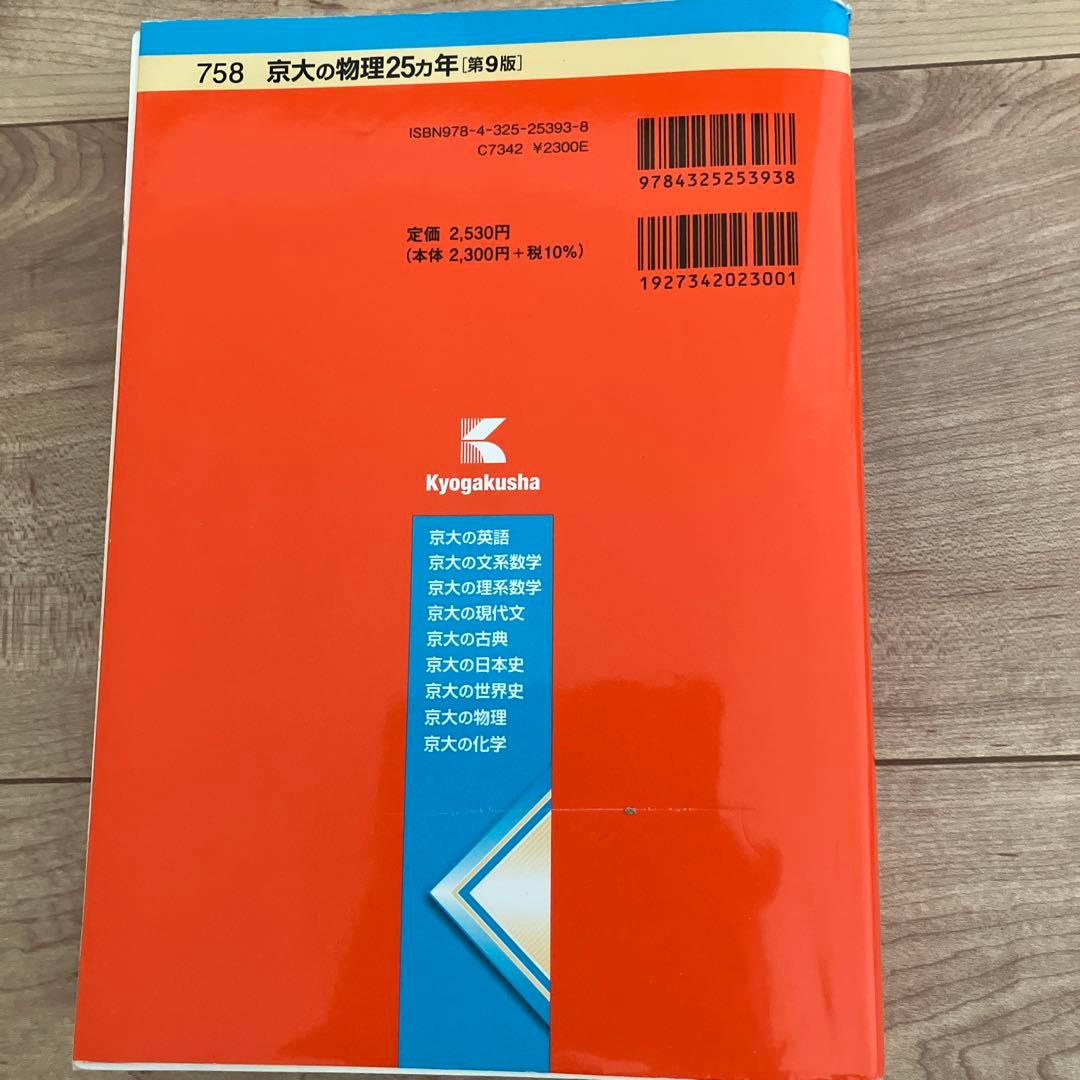 758 京大の物理25カ年[第9版]
ISBN978-4-325-25393-8
C7342 ¥2300E
9784325253938
定価 2,530円
(本体 2,300円+税10%)
1927342023001
Kyogakusha
京大の英語
京大の文系数学
京大の理系数学
京大の現代文
京大の古典
京大の日本史
京大の世界史
京大の物理
京大の化学